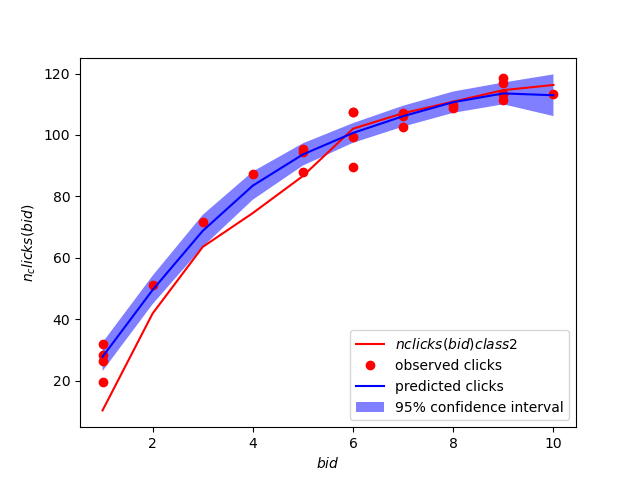 120
100
80
60
40
20
n_clicks(bid)
nclicks(bid)class2
observed clicks
predicted clicks
95% confidence interval
2
4
6
8
10
bid